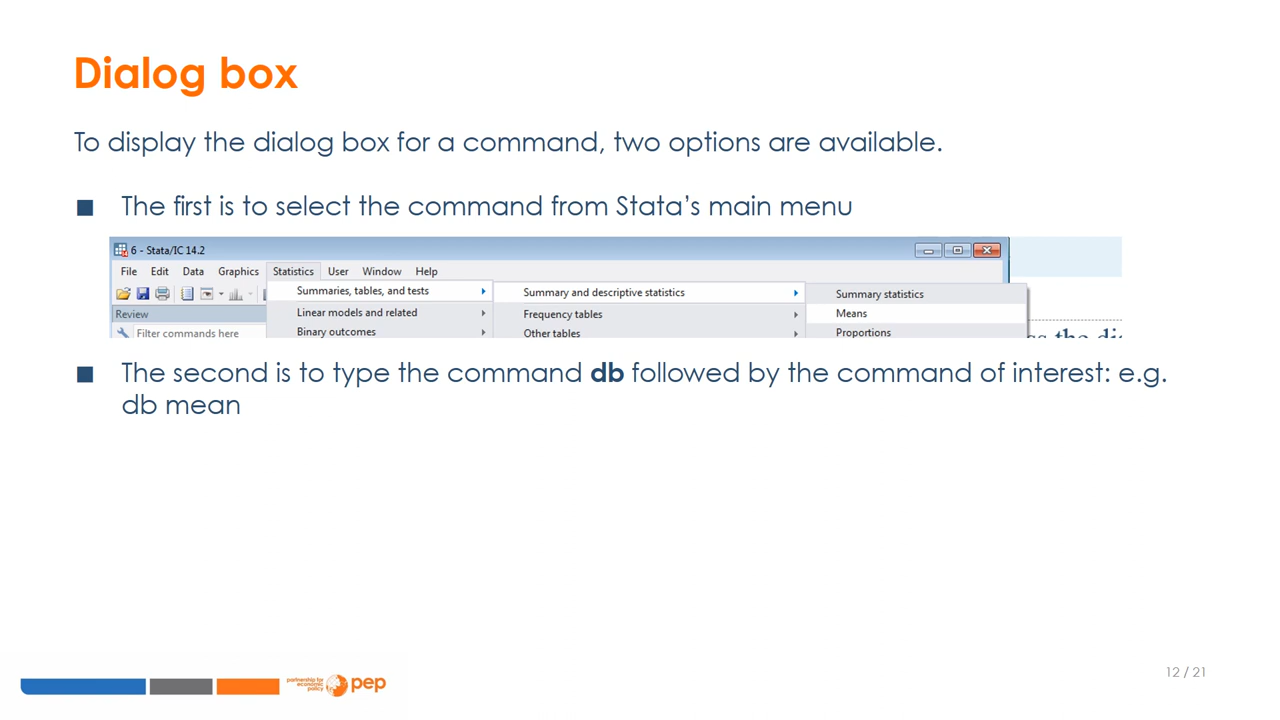 Dialog box
To display the dialog box for a command, two options are available.
■ The first is to select the command from Stata’s main menu
6 - Stata/IC 14.2
File Edit Data Graphics Statistics User Window Help
Summaries, tables, and tests
Summary and descriptive statistics
Summary statistics
Review
Linear models and related
Frequency tables
Means
Filter commands here
Binary outcomes
Other tables
Proportions
■ The second is to type the command db followed by the command of interest: e.g.
db mean
partnership for
economic
policy
pep
12 / 21